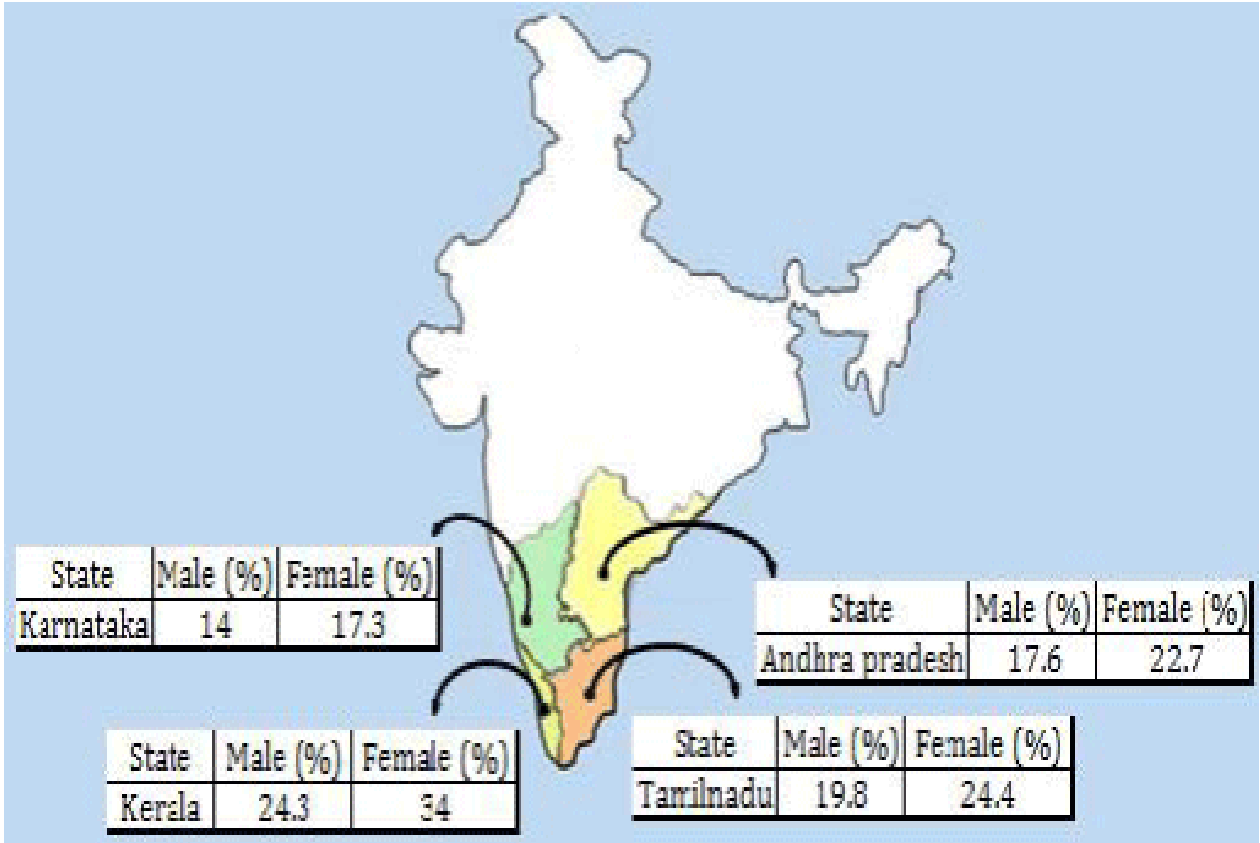 State Male (%) Female (%)
Karnataka 14 17.3
State Male (%) Female (%)
Andhra pradesh 17.6 22.7
State Male (%) Female (%)
Kerala 24.3 34
State Male (%) Female (%)
Tamilnadu 19.8 24.4